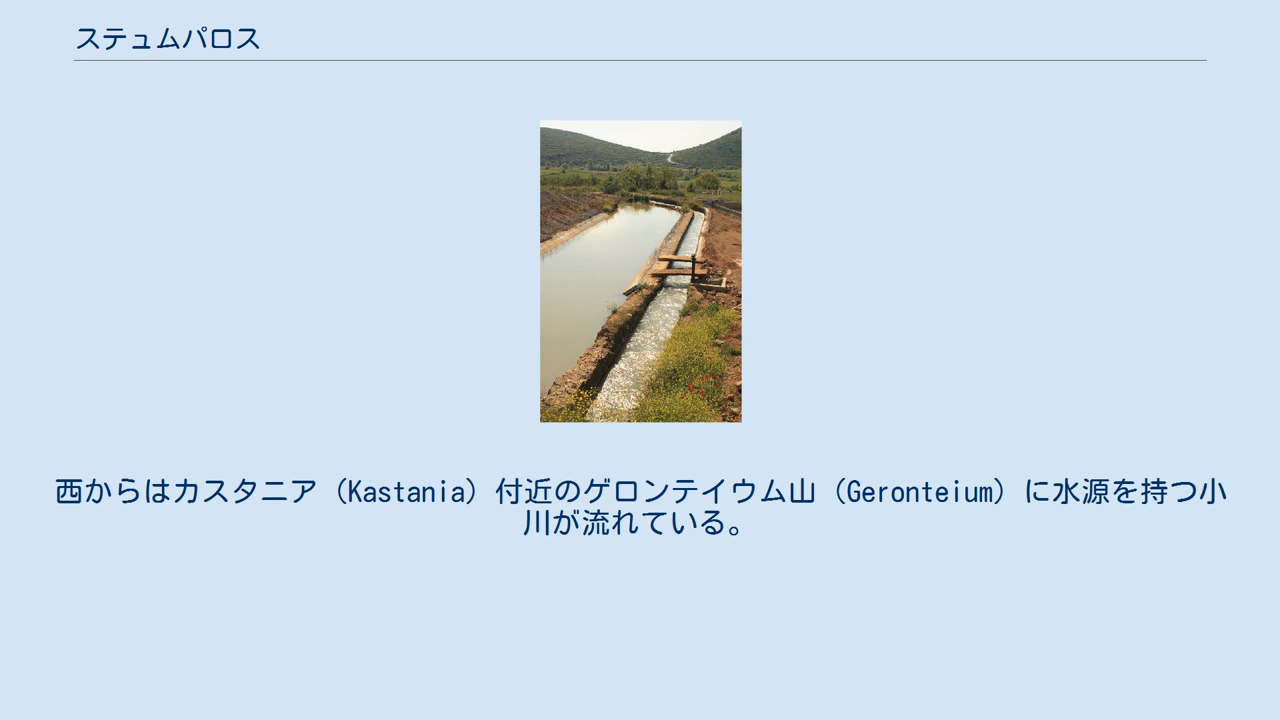 ステュムパロス
西からはカスタニア（Kastania）付近のゲロンテイウム山（Geronteium）に水源を持つ小
川が流れている。